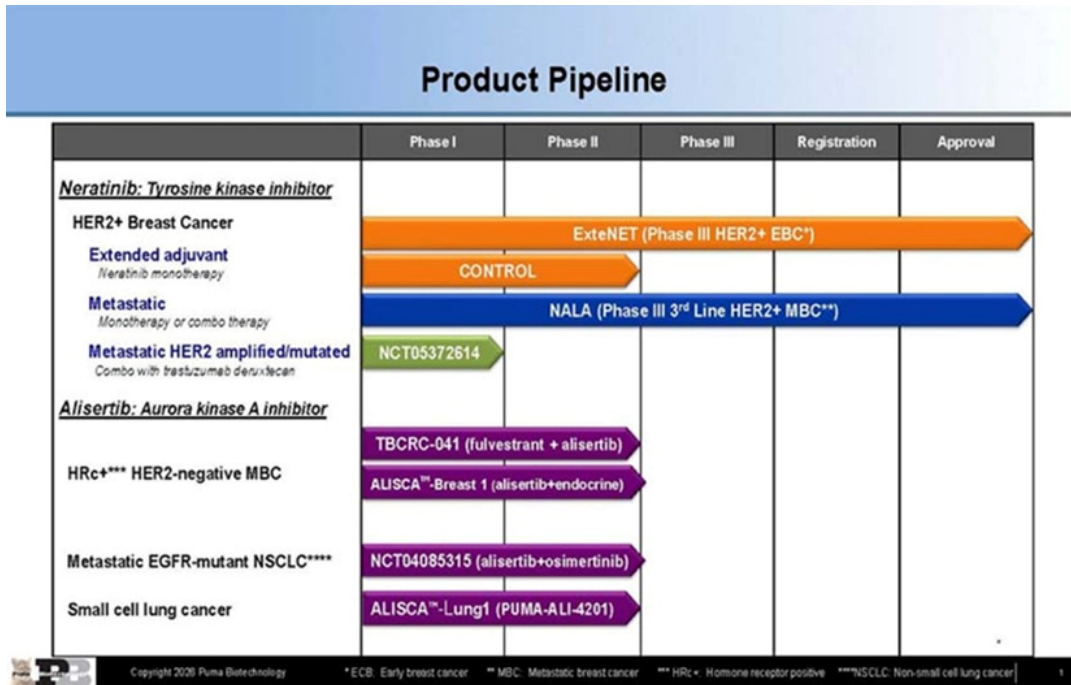 Product Pipeline
Phase I Phase II Phase III Registration Approval
Neratinib: Tyrosine kinase inhibitor
HER2+ Breast Cancer
ExteNET (Phase III HER2+ EBC*)
Extended adjuvant
Neratinib monotherapy
CONTROL
Metastatic
Monotherapy or combo therapy
NALA (Phase III 3rd Line HER2+ MBC**)
Metastatic HER2 amplified/mutated
Combo with trastuzumab deruxtecan
NCT05372614
Alisertib: Aurora kinase A inhibitor
TBCRC-041 (fulvestrant + alisertib)
HRc+*** HER2-negative MBC
ALISCA™-Breast 1 (alisertib+endocrine)
Metastatic EGFR-mutant NSCLC****
NCT04085315 (alisertib+osimertinib)
Small cell lung cancer
ALISCA™-Lung1 (PUMA-ALI-4201)
Copyright 2026 Puma Biotechnology * ECB: Early breast cancer ** MBC: Metastatic breast cancer *** HRc+: Hormone receptor positive ****NSCLC: Non-small cell lung cancer 1